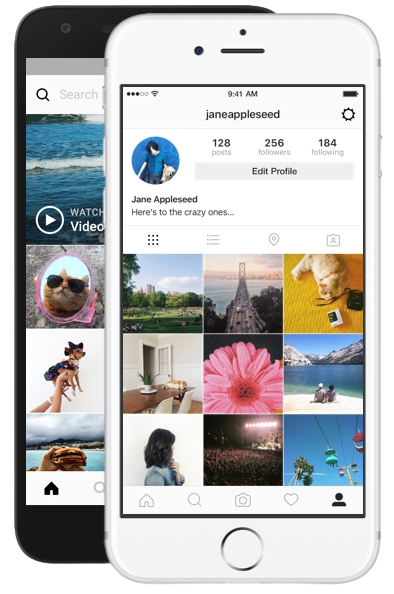 Search
WATCH
Video
9:41 AM
janeappleseed
128
posts
256
followers
184
following
Edit Profile
Jane Appleseed
Here's to the crazy ones...